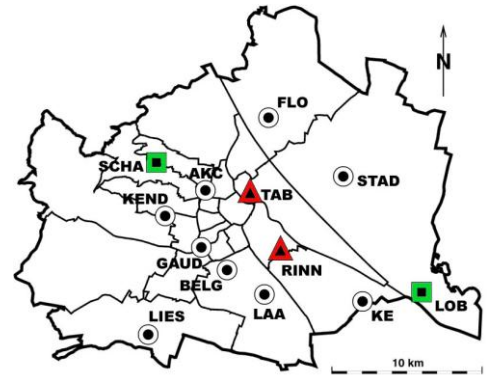 FLO
N
SCHA
AKC
STAD
KEND
TAB
GAUD
RINN
BELG
LOB
LAA
KE
LIES
10 km